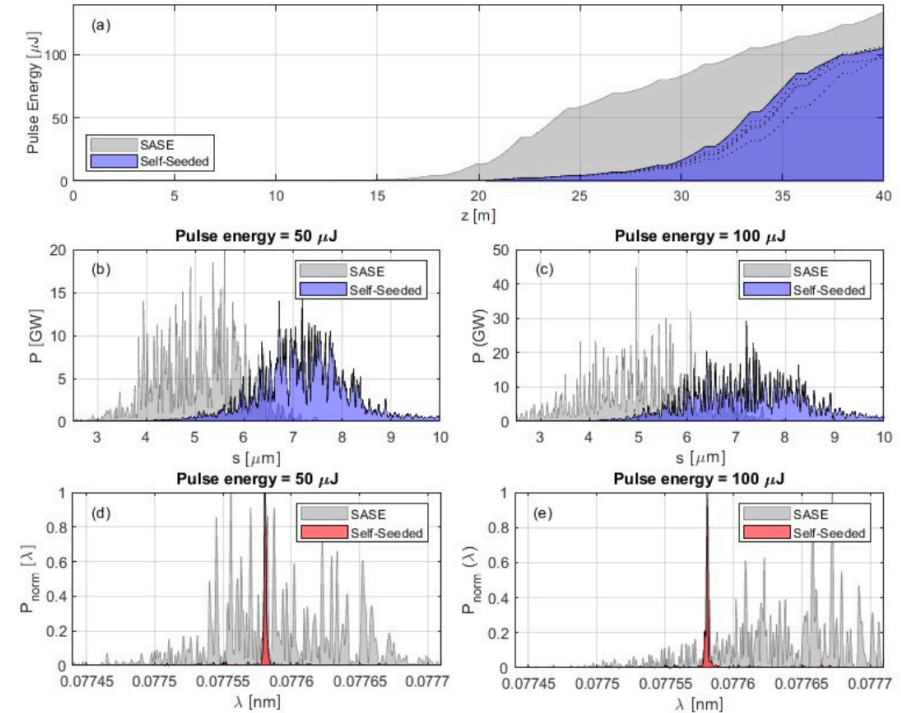 (a)
Pulse Energy [μJ]
100
50
0
SASE
Self-Seeded
0 5 10 15 20 25 30 35 40
z [m]
Pulse energy = 50 μJ
(b)
P [GW]
20
15
10
5
0
SASE
Self-Seeded
3 4 5 6 7 8 9 10
s [μm]
Pulse energy = 100 μJ
(c)
P (GW)
50
40
30
20
10
0
SASE
Self-Seeded
3 4 5 6 7 8 9 10
s [μm]
Pulse energy = 50 μJ
(d)
Pnorm [λ]
1
0.8
0.6
0.4
0.2
0
SASE
Self-Seeded
0.07745 0.0775 0.07755 0.0776 0.07765 0.0777
λ [nm]
Pulse energy = 100 μJ
(e)
Pnorm (λ)
1
0.8
0.6
0.4
0.2
0
SASE
Self-Seeded
0.07745 0.0775 0.07755 0.0776 0.07765 0.0777
λ [nm]